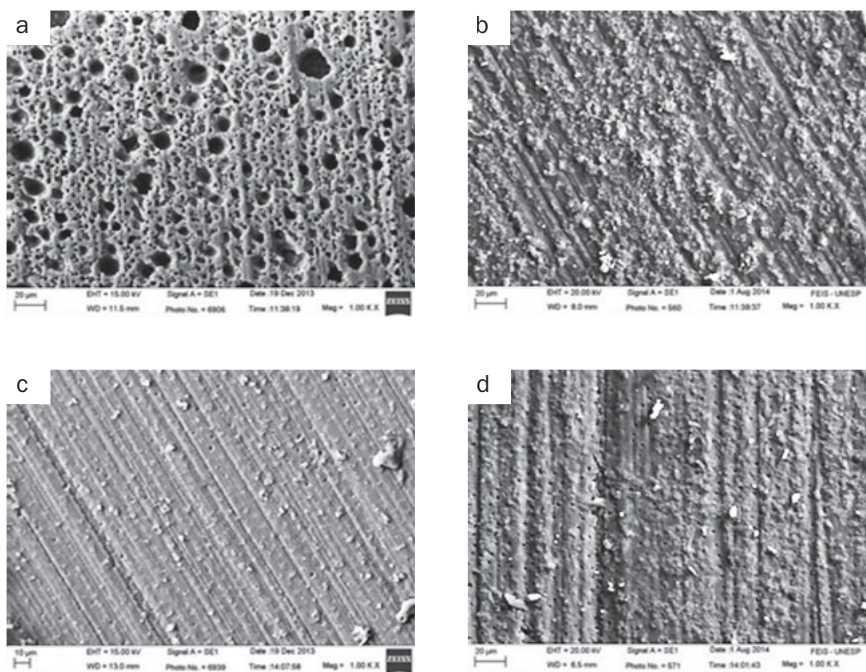 a
20 µm
EHT = 15.00 kV
Signal A = SE1
Date :19 Dec 2013
WD = 11.5 mm
Photo No. = 6906
Time :11:38:19
Mag = 1.00 K X
ZEISS
b
20 µm
EHT = 20.00 kV
Signal A = SE1
Date :1 Aug 2014
FEIS - UNESP
WD = 8.0 mm
Photo No. = 560
Time :11:39:37
Mag = 1.00 K X
c
10 µm
EHT = 15.00 kV
Signal A = SE1
Date :19 Dec 2013
WD = 13.0 mm
Photo No. = 6939
Time :14:07:58
Mag = 1.00 K X
ZEISS
d
20 µm
EHT = 20.00 kV
Signal A = SE1
Date :1 Aug 2014
FEIS - UNESP
WD = 6.5 mm
Photo No. = 571
Time :14:01:43
Mag = 1.00 K X